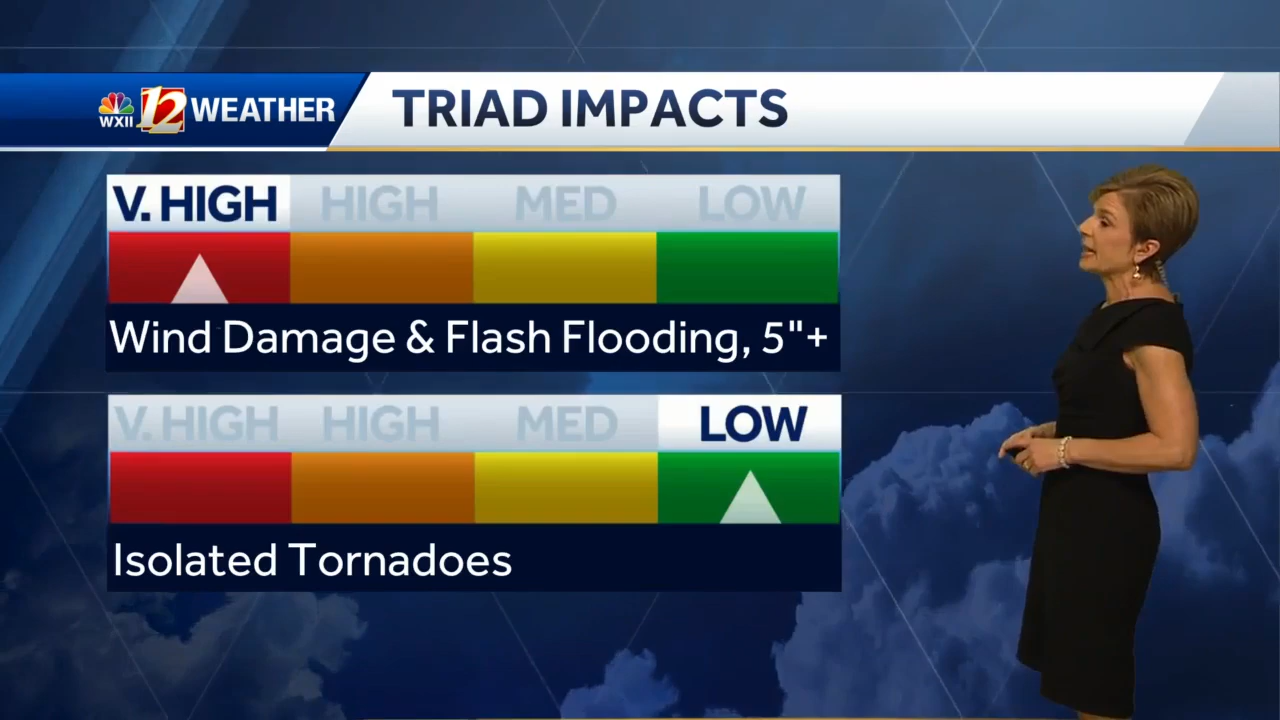 WXII 12 WEATHER
TRIAD IMPACTS
V. HIGH HIGH MED LOW
Wind Damage & Flash Flooding, 5"+
V. HIGH HIGH MED LOW
Isolated Tornadoes